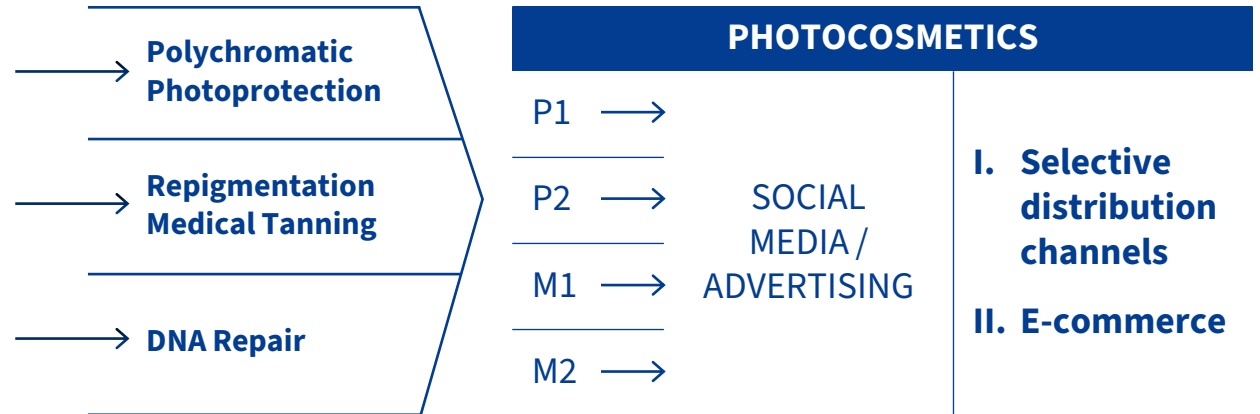 Polychromatic
Photoprotection
Repigmentation
Medical Tanning
DNA Repair
PHOTOCOSMETICS
P1
P2
M1
M2
SOCIAL
MEDIA /
ADVERTISING
I. Selective
distribution
channels
II. E-commerce